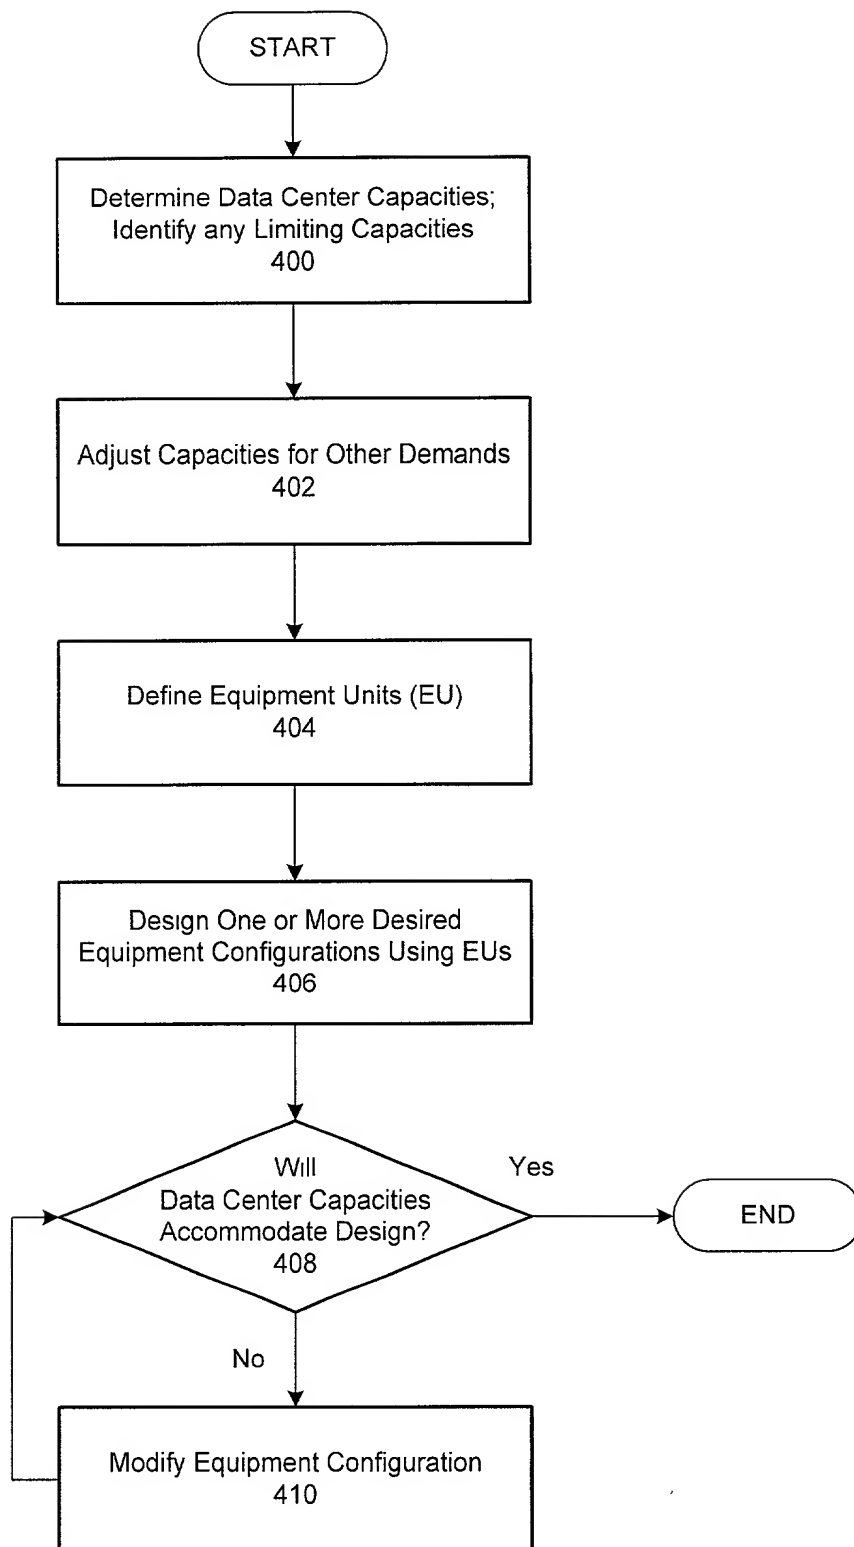 START
Determine Data Center Capacities;
Identify any Limiting Capacities
400
Adjust Capacities for Other Demands
402
Define Equipment Units (EU)
404
Design One or More Desired
Equipment Configurations Using EUs
406
Will
Data Center Capacities
Accommodate Design?
408
Yes
END
No
Modify Equipment Configuration
410